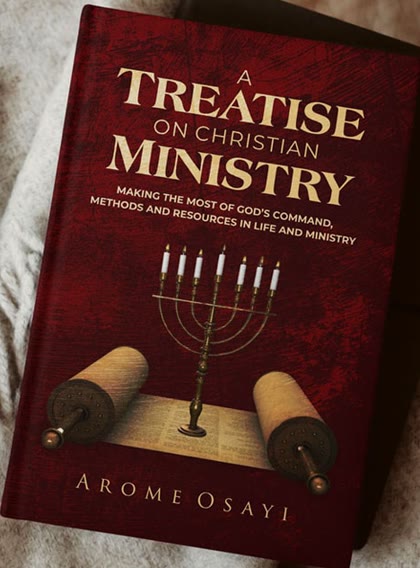 A
TREATISE
ON CHRISTIAN
MINISTRY
MAKING THE MOST OF GOD'S COMMAND,
METHODS AND RESOURCES IN LIFE AND MINISTRY
AROME OSAYI